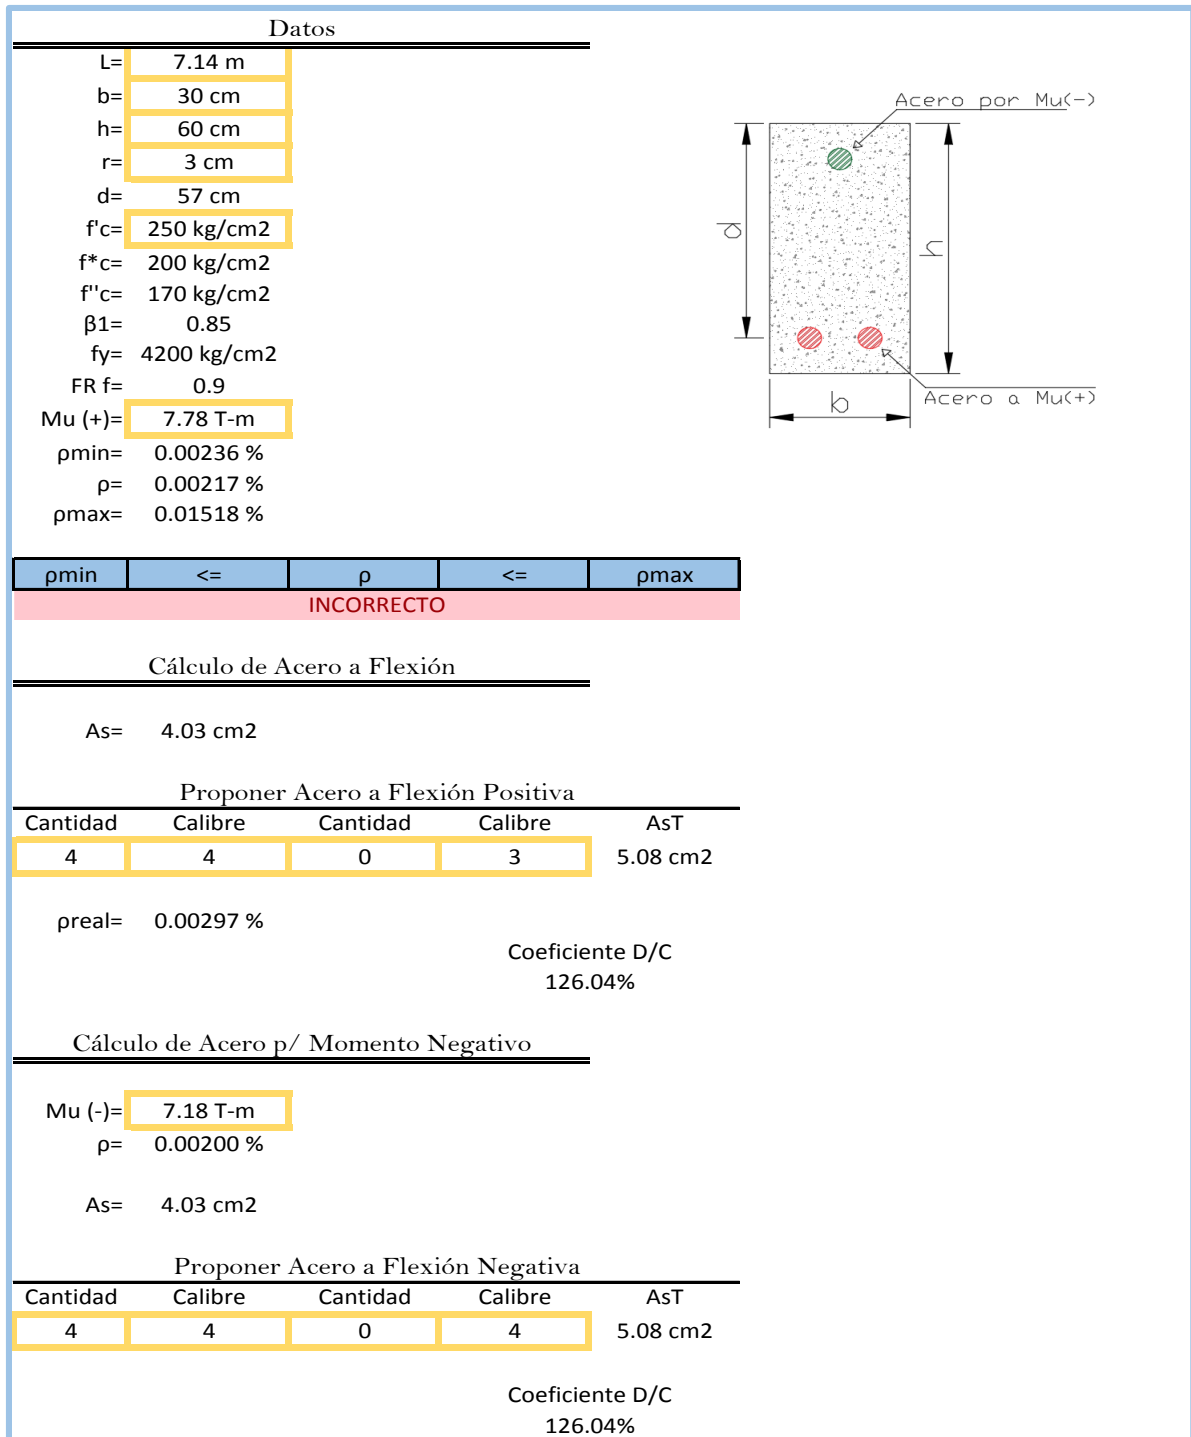 Datos
L= 7.14 m
b= 30 cm
h= 60 cm
r= 3 cm
d= 57 cm
f'c= 250 kg/cm2
f*c= 200 kg/cm2
f''c= 170 kg/cm2
β1= 0.85
fy= 4200 kg/cm2
FR f= 0.9
Mu (+)= 7.78 T-m
ρmin= 0.00236 %
ρ= 0.00217 %
ρmax= 0.01518 %
Acero por Mu(-)
d
h
b
Acero a Mu(+)
ρmin <= ρ <= ρmax
INCORRECTO
Cálculo de Acero a Flexión
As= 4.03 cm2
Proponer Acero a Flexión Positiva
Cantidad Calibre Cantidad Calibre AsT
4 4 0 3 5.08 cm2
ρreal= 0.00297 %
Coeficiente D/C
126.04%
Cálculo de Acero p/ Momento Negativo
Mu (-)= 7.18 T-m
ρ= 0.00200 %
As= 4.03 cm2
Proponer Acero a Flexión Negativa
Cantidad Calibre Cantidad Calibre AsT
4 4 0 4 5.08 cm2
Coeficiente D/C
126.04%